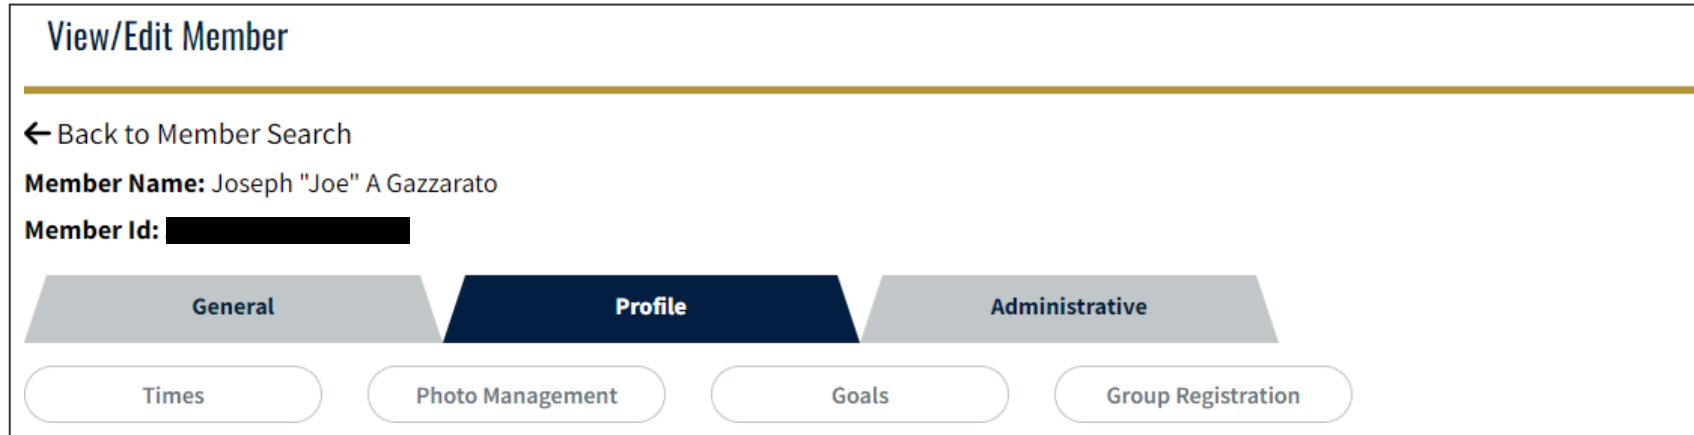 View/Edit Member
Back to Member Search
Member Name: Joseph "Joe" A Gazzarato
Member Id:
General Profile Administrative
Times Photo Management Goals Group Registration